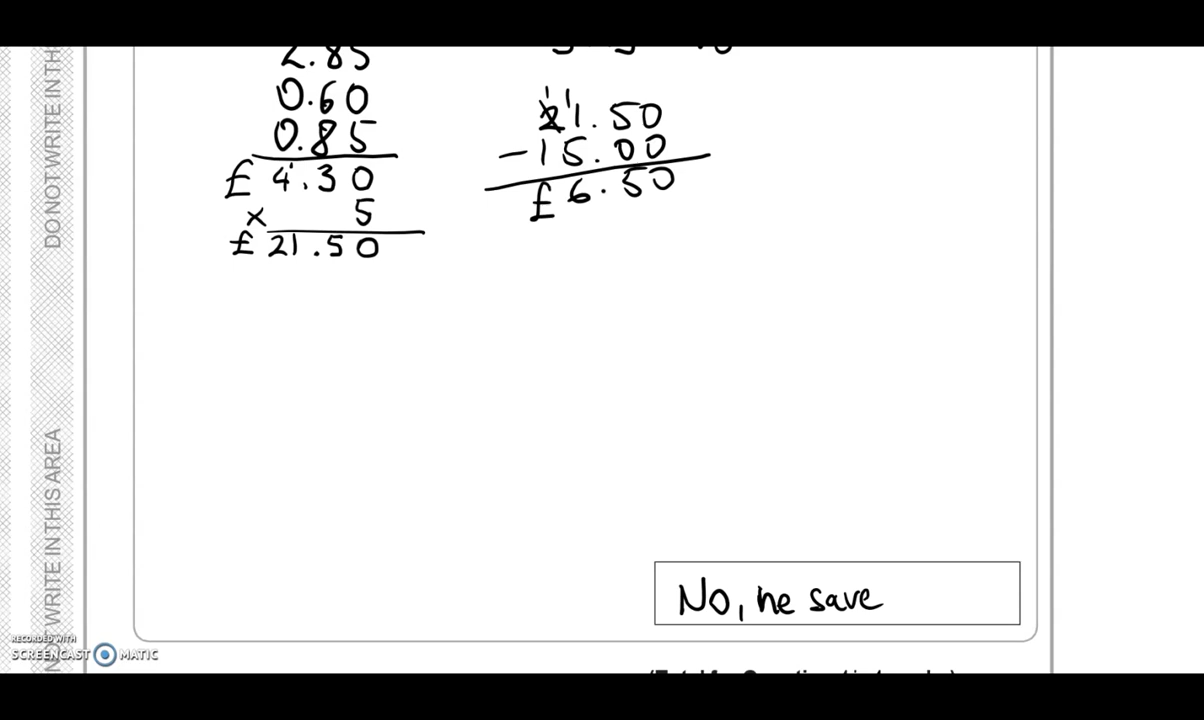 DO NOT WRITE IN TH
2.85
0.60
0.85
£ 4.30
x 5
£ 21.50
21.50
- 15.00
£ 6.50
WRITE IN THIS AREA
No, he save
RECORDED WITH
SCREENCAST MATIC